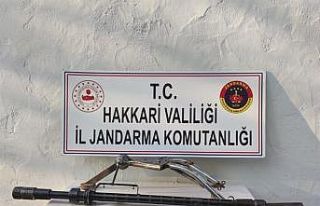 T.C.
HAKKARİ VALİLİĞİ
İL JANDARMA KOMUTANLIĞI